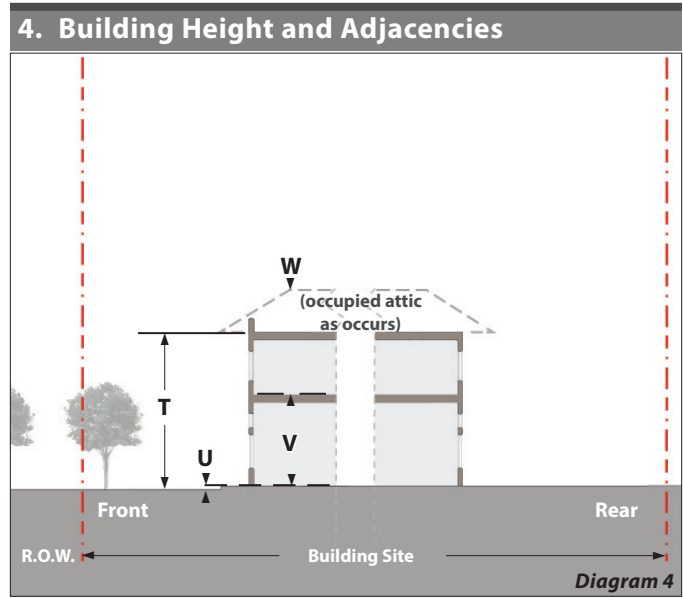 4. Building Height and Adjacencies
W
(occupied attic
as occurs)
T
V
U
Front
Rear
R.O.W.
Building Site
Diagram 4